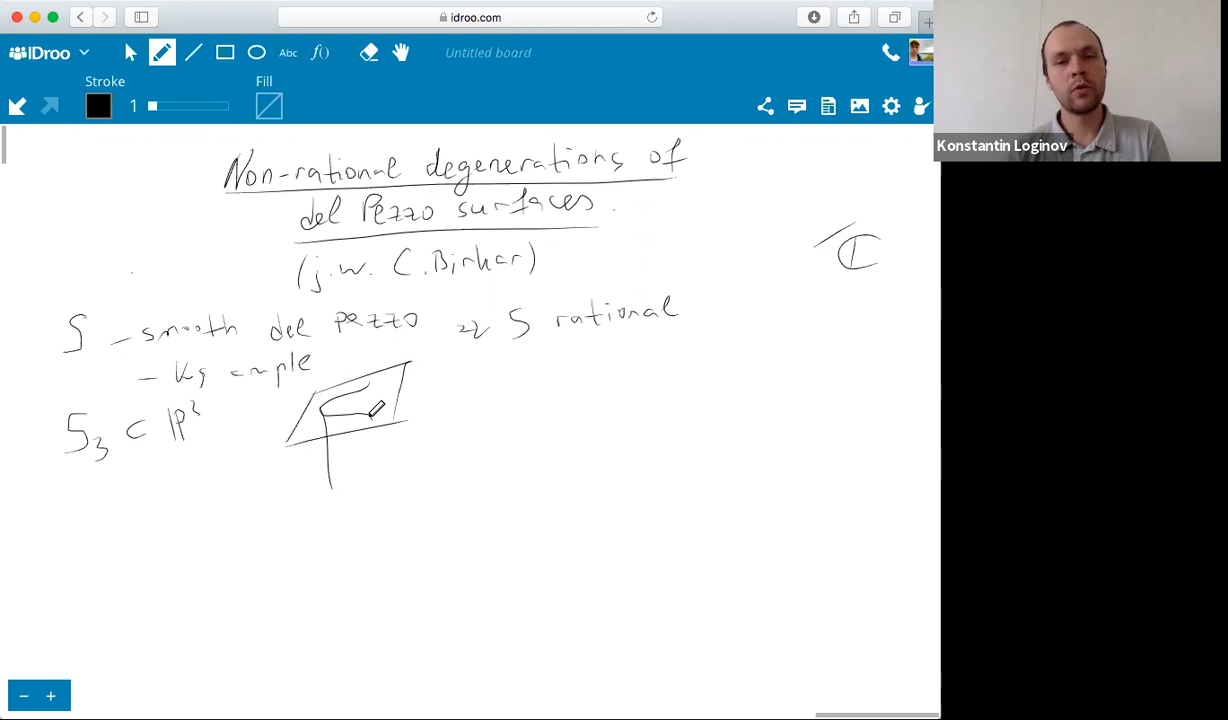 idroo.com
IDroo
Abc
f()
Untitled board
Stroke
Fill
1
Konstantin Loginov
Non-rational degenerations of
del Pezzo surfaces.
(j.w. C. Birkar)
ℂ
S - smooth del pezzo ⇒ S rational
- K_S ample
S_3 ⊂ ℙ^3